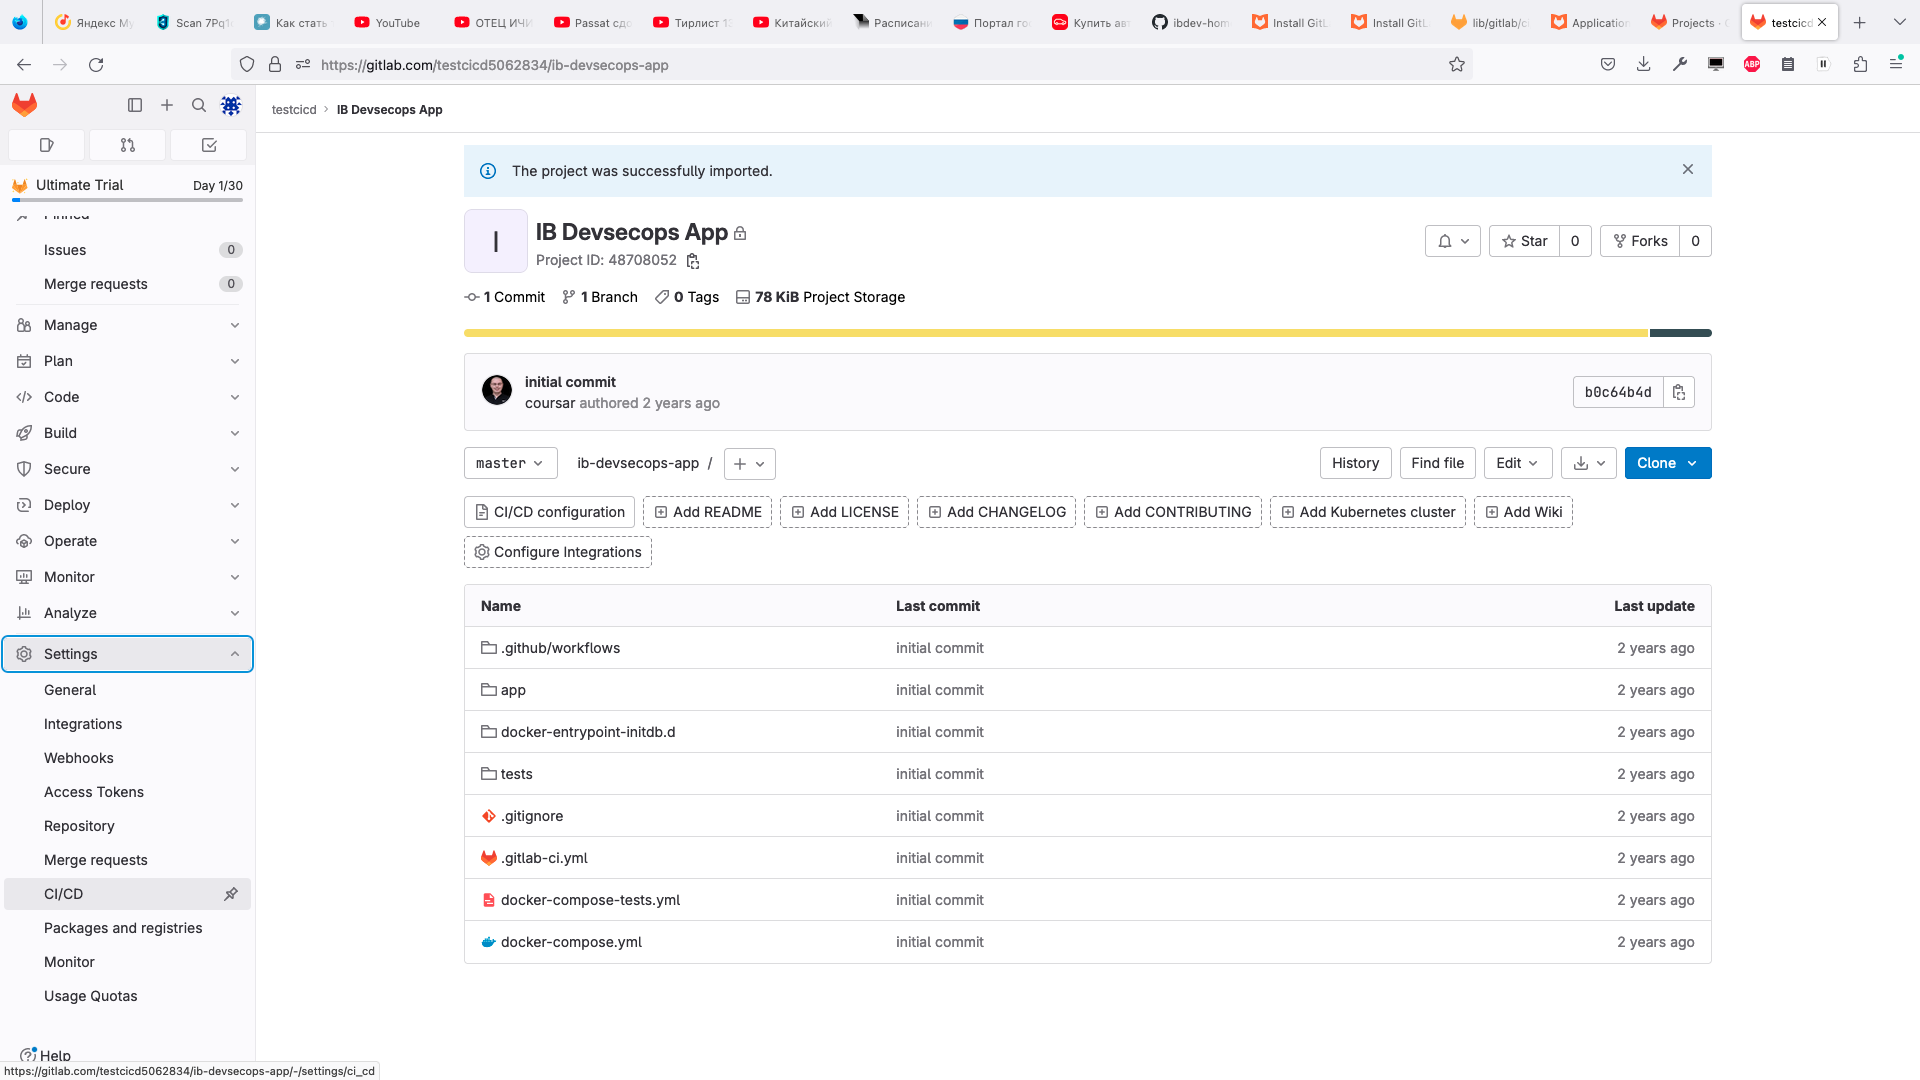 Яндекс Му
Scan 7Pq1
Как стать
YouTube
ОТЕЦ ИЧИ
Passat сдо
Тирлист 13
Китайский
Расписани
Портал гос
Купить авт
ibdev-hom
Install GitL
Install GitL
lib/gitlab/ci
Application
Projects · G
testcicd
https://gitlab.com/testcicd5062834/ib-devsecops-app
ABP
testcicd › IB Devsecops App
Ultimate Trial Day 1/30
Pinned
Issues 0
Merge requests 0
Manage
Plan
Code
Build
Secure
Deploy
Operate
Monitor
Analyze
Settings
General
Integrations
Webhooks
Access Tokens
Repository
Merge requests
CI/CD
Packages and registries
Monitor
Usage Quotas
Help
https://gitlab.com/testcicd5062834/ib-devsecops-app/-/settings/ci_cd
The project was successfully imported.
I
IB Devsecops App
Project ID: 48708052
Star 0
Forks 0
1 Commit 1 Branch 0 Tags 78 KiB Project Storage
initial commit
coursar authored 2 years ago
b0c64b4d
master
ib-devsecops-app /
History
Find file
Edit
Clone
CI/CD configuration
Add README
Add LICENSE
Add CHANGELOG
Add CONTRIBUTING
Add Kubernetes cluster
Add Wiki
Configure Integrations
Name Last commit Last update
.github/workflows initial commit 2 years ago
app initial commit 2 years ago
docker-entrypoint-initdb.d initial commit 2 years ago
tests initial commit 2 years ago
.gitignore initial commit 2 years ago
.gitlab-ci.yml initial commit 2 years ago
docker-compose-tests.yml initial commit 2 years ago
docker-compose.yml initial commit 2 years ago